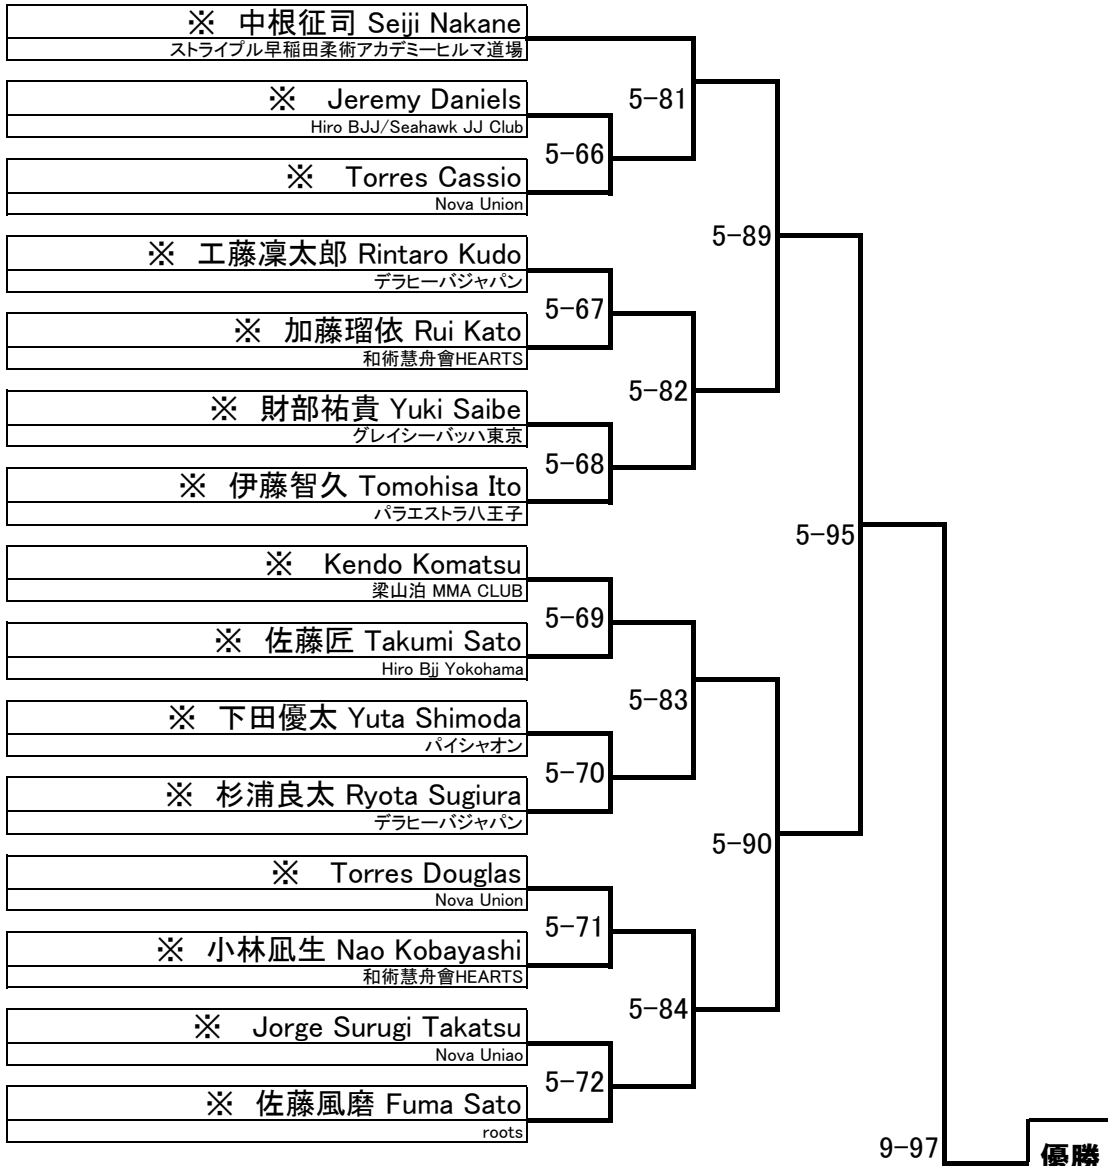 ※ 中根征司 Seiji Nakane
ストライプル早稲田柔術アカデミーヒルマ道場
※ Jeremy Daniels
Hiro BJJ/Seahawk JJ Club
※ Torres Cassio
Nova Union
※ 工藤凜太郎 Rintaro Kudo
デラヒーバジャパン
※ 加藤瑠依 Rui Kato
和術慧舟會HEARTS
※ 財部祐貴 Yuki Saibe
グレイシーバッハ東京
※ 伊藤智久 Tomohisa Ito
パラエストラ八王子
※ Kendo Komatsu
梁山泊 MMA CLUB
※ 佐藤匠 Takumi Sato
Hiro Bjj Yokohama
※ 下田優太 Yuta Shimoda
パイシャオン
※ 杉浦良太 Ryota Sugiura
デラヒーバジャパン
※ Torres Douglas
Nova Union
※ 小林凪生 Nao Kobayashi
和術慧舟會HEARTS
※ Jorge Surugi Takatsu
Nova Uniao
※ 佐藤風磨 Fuma Sato
roots
5-66
5-67
5-68
5-69
5-70
5-71
5-72
5-81
5-82
5-83
5-84
5-89
5-90
5-95
9-97
優勝